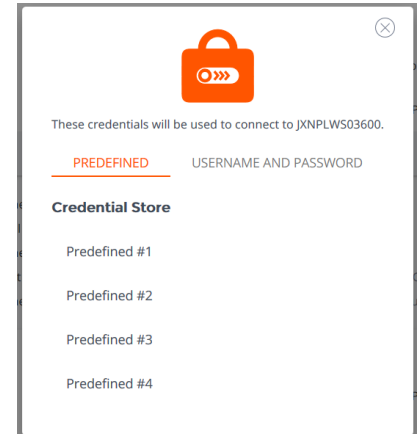 These credentials will be used to connect to JXNPLWS03600.
PREDEFINED USERNAME AND PASSWORD
Credential Store
Predefined #1
Predefined #2
Predefined #3
Predefined #4